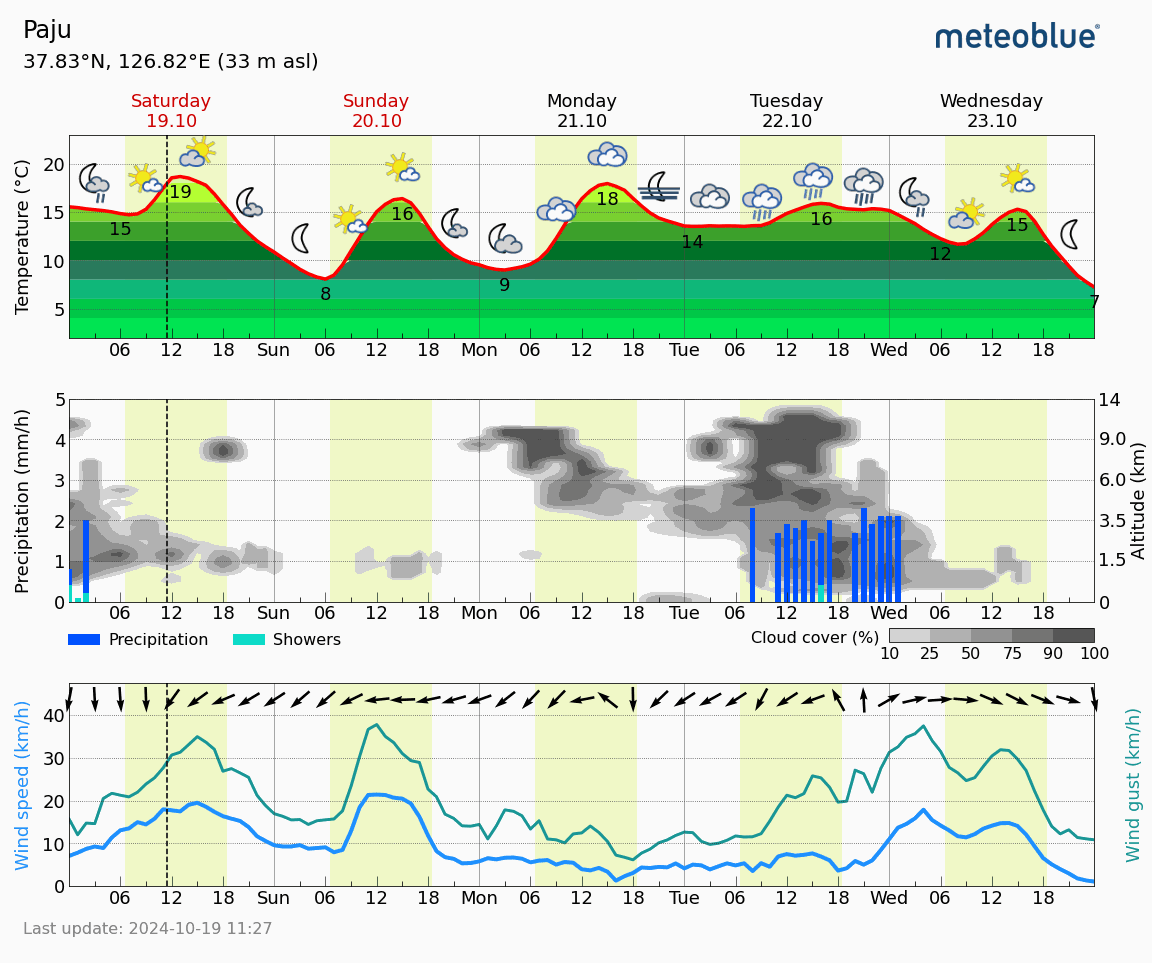 Paju
37.83°N, 126.82°E (33 m asl)
meteoblue®
Saturday Sunday Monday Tuesday Wednesday
19.10 20.10 21.10 22.10 23.10
Temperature (°C)
20
15
10
5
15 19 8 16 9 18 14 16 12 15 7
06 12 18 Sun 06 12 18 Mon 06 12 18 Tue 06 12 18 Wed 06 12 18
Precipitation (mm/h)
5
4
3
2
1
0
14
9.0
6.0
3.5
1.5
0
Altitude (km)
06 12 18 Sun 06 12 18 Mon 06 12 18 Tue 06 12 18 Wed 06 12 18
Precipitation Showers
Cloud cover (%)
10 25 50 75 90 100
Wind speed (km/h)
40
30
20
10
0
Wind gust (km/h)
06 12 18 Sun 06 12 18 Mon 06 12 18 Tue 06 12 18 Wed 06 12 18
Last update: 2024-10-19 11:27